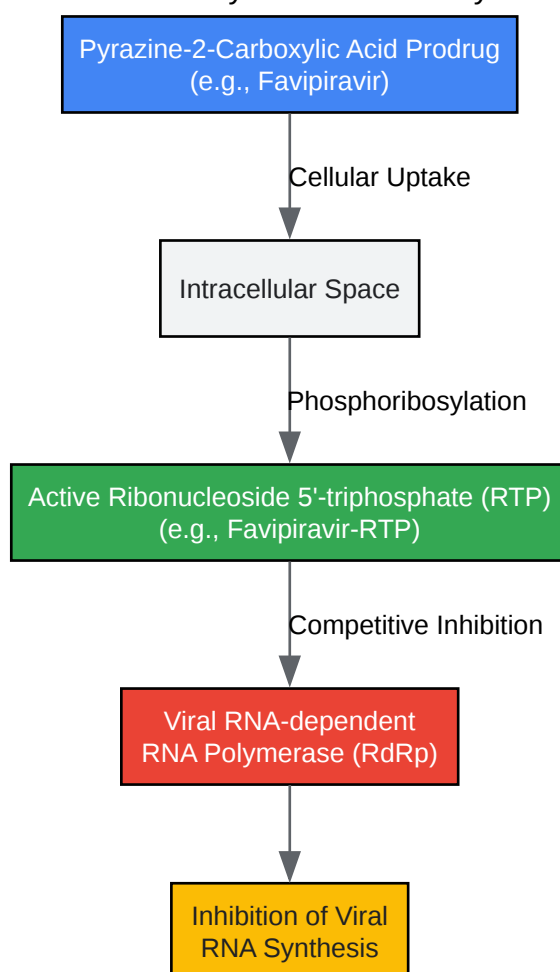 Pyrazine-2-Carboxylic Acid Prodrug
(e.g., Favipiravir)
Cellular Uptake
Intracellular Space
Phosphoribosylation
Active Ribonucleoside 5'-triphosphate (RTP)
(e.g., Favipiravir-RTP)
Competitive Inhibition
Viral RNA-dependent
RNA Polymerase (RdRp)
Inhibition of Viral
RNA Synthesis